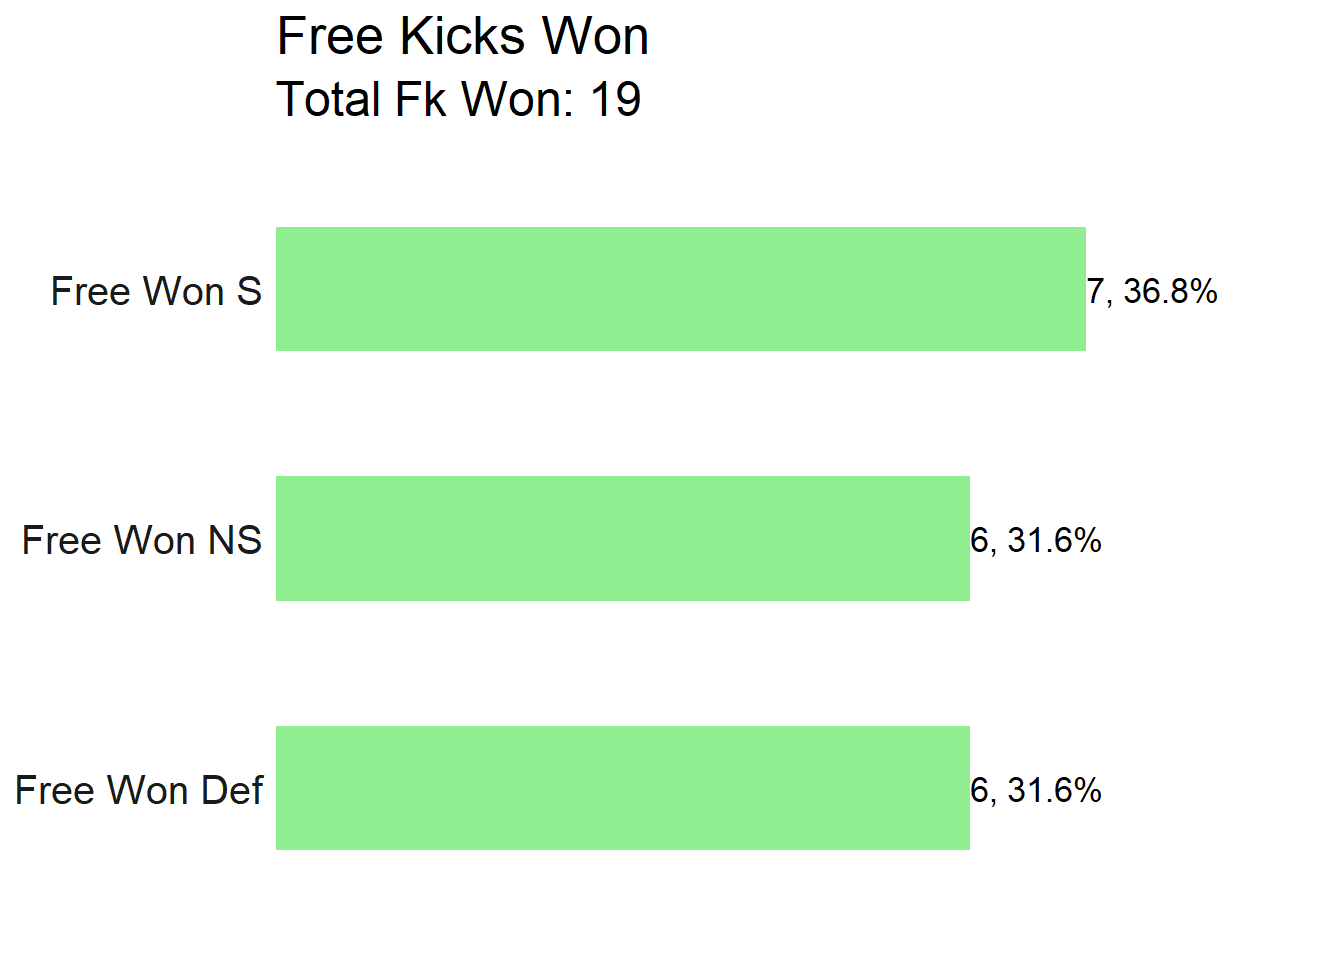 Free Kicks Won
Total Fk Won: 19
Free Won S
7, 36.8%
Free Won NS
6, 31.6%
Free Won Def
6, 31.6%